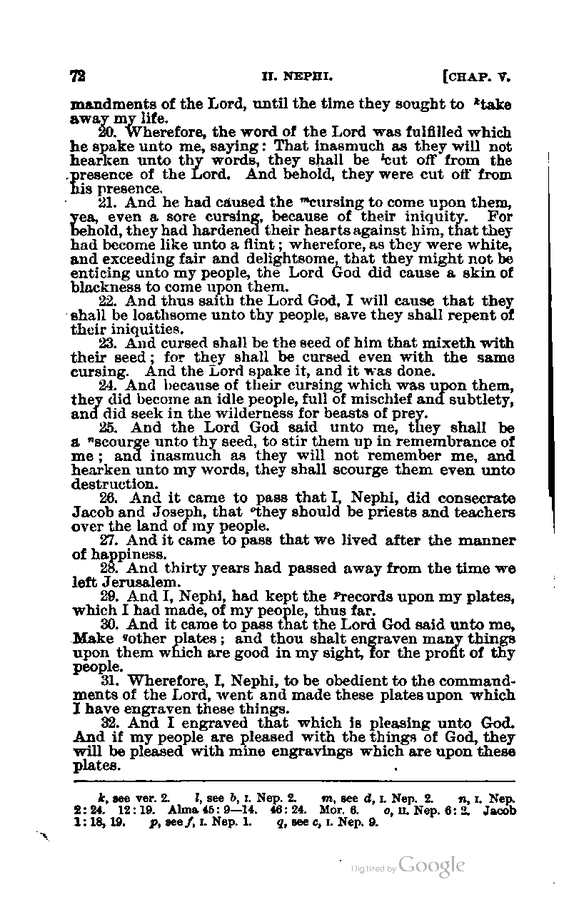 72 II. NEPHI. [CHAP. V.
mandments of the Lord, until the time they sought to ᵏtake
away my life.
20. Wherefore, the word of the Lord was fulfilled which
he spake unto me, saying: That inasmuch as they will not
hearken unto thy words, they shall be ˡcut off from the
presence of the Lord. And behold, they were cut off from
his presence.
21. And he had caused the ᵐcursing to come upon them,
yea, even a sore cursing, because of their iniquity. For
behold, they had hardened their hearts against him, that they
had become like unto a flint; wherefore, as they were white,
and exceeding fair and delightsome, that they might not be
enticing unto my people, the Lord God did cause a skin of
blackness to come upon them.
22. And thus saith the Lord God, I will cause that they
shall be loathsome unto thy people, save they shall repent of
their iniquities.
23. And cursed shall be the seed of him that mixeth with
their seed; for they shall be cursed even with the same
cursing. And the Lord spake it, and it was done.
24. And because of their cursing which was upon them,
they did become an idle people, full of mischief and subtlety,
and did seek in the wilderness for beasts of prey.
25. And the Lord God said unto me, they shall be
a ⁿscourge unto thy seed, to stir them up in remembrance of
me; and inasmuch as they will not remember me, and
hearken unto my words, they shall scourge them even unto
destruction.
26. And it came to pass that I, Nephi, did consecrate
Jacob and Joseph, that ᵒthey should be priests and teachers
over the land of my people.
27. And it came to pass that we lived after the manner
of happiness.
28. And thirty years had passed away from the time we
left Jerusalem.
29. And I, Nephi, had kept the ᵖrecords upon my plates,
which I had made, of my people, thus far.
30. And it came to pass that the Lord God said unto me,
Make qother plates; and thou shalt engraven many things
upon them which are good in my sight, for the profit of thy
people.
31. Wherefore, I, Nephi, to be obedient to the command-
ments of the Lord, went and made these plates upon which
I have engraven these things.
32. And I engraved that which is pleasing unto God.
And if my people are pleased with the things of God, they
will be pleased with mine engravings which are upon these
plates.
k, see ver. 2. l, see b, I. Nep. 2. m, see d, I. Nep. 2. n, I. Nep.
2: 24. 12: 19. Alma 45: 9—14. 46: 24. Mor. 6. o, II. Nep. 6: 2. Jacob
1: 18, 19. p, see f, I. Nep. 1. q, see c, I. Nep. 9.
Digitized by Google